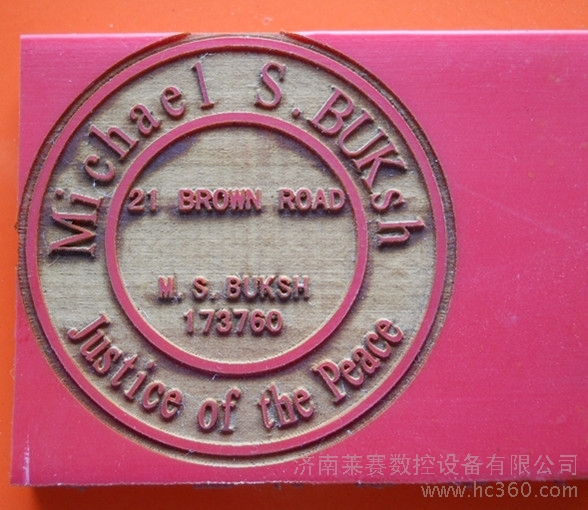 Michael S. BUKsh
21 BROWN ROAD
M. S. BUKSH
173760
Justice of the Peace
济南莱赛数控设备有限公司
www.hc360.com